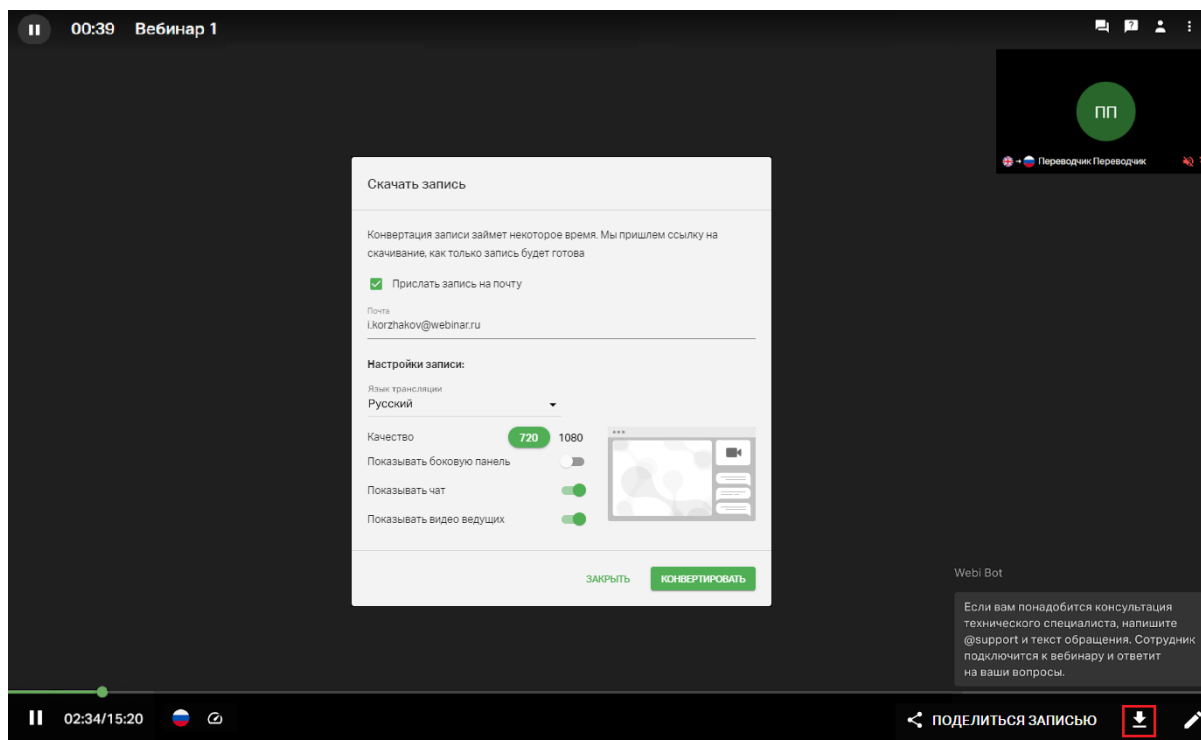 00:39 Вебинар 1
ПП
Переводчик Переводчик
Скачать запись
Конвертация записи займет некоторое время. Мы пришлем ссылку на
скачивание, как только запись будет готова
Прислать запись на почту
Почта
i.korzhakov@webinar.ru
Настройки записи:
Язык трансляции
Русский
Качество 720 1080
Показывать боковую панель
Показывать чат
Показывать видео ведущих
ЗАКРЫТЬ КОНВЕРТИРОВАТЬ
Webi Bot
Если вам понадобится консультация
технического специалиста, напишите
@support и текст обращения. Сотрудник
подключится к вебинару и ответит
на ваши вопросы.
02:34/15:20 ПОДЕЛИТЬСЯ ЗАПИСЬЮ